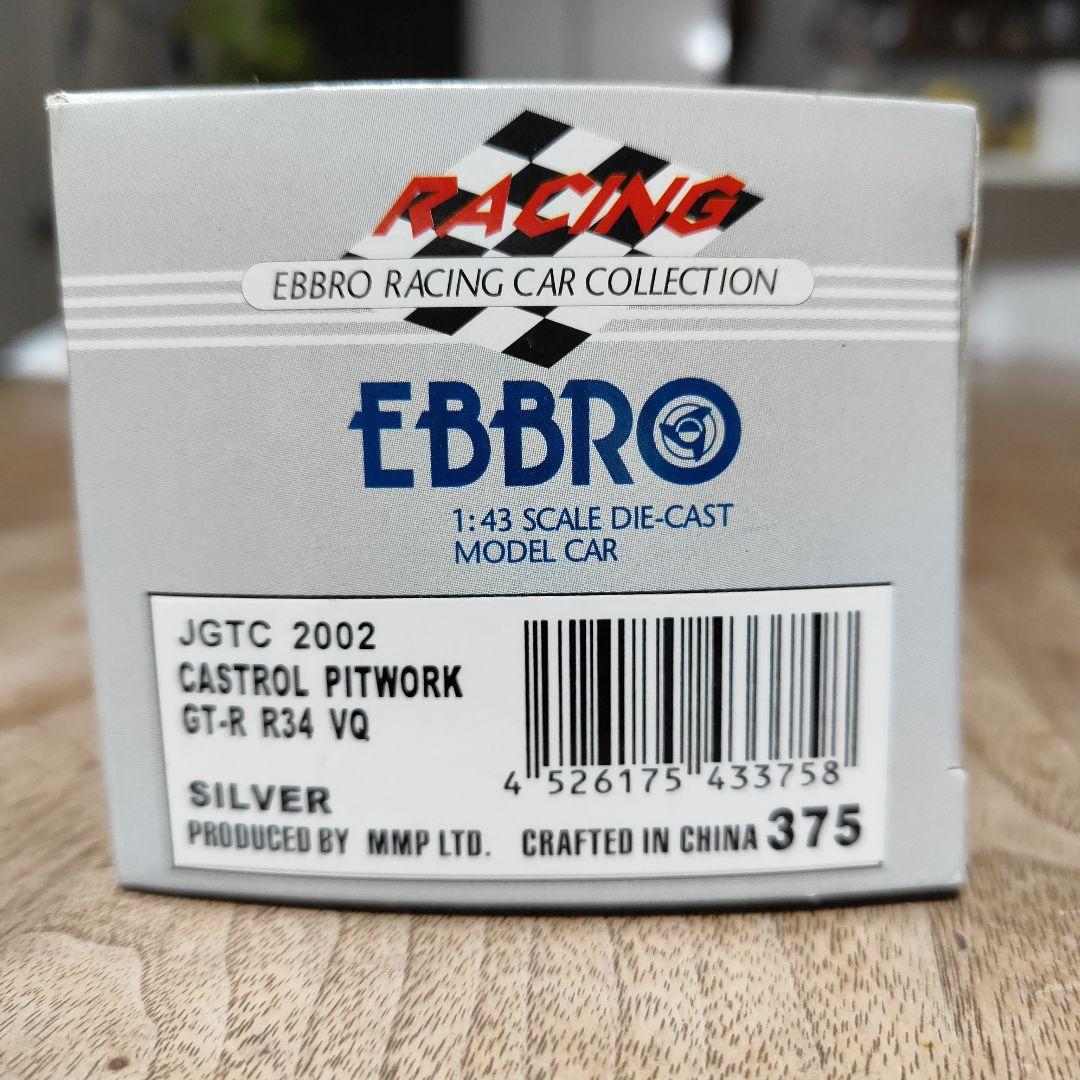 RACING
EBBRO RACING CAR COLLECTION
EBBRO
1:43 SCALE DIE-CAST
MODEL CAR
JGTC 2002
CASTROL PITWORK
GT-R R34 VQ
4 526175 433758
SILVER
PRODUCED BY MMP LTD. CRAFTED IN CHINA 375